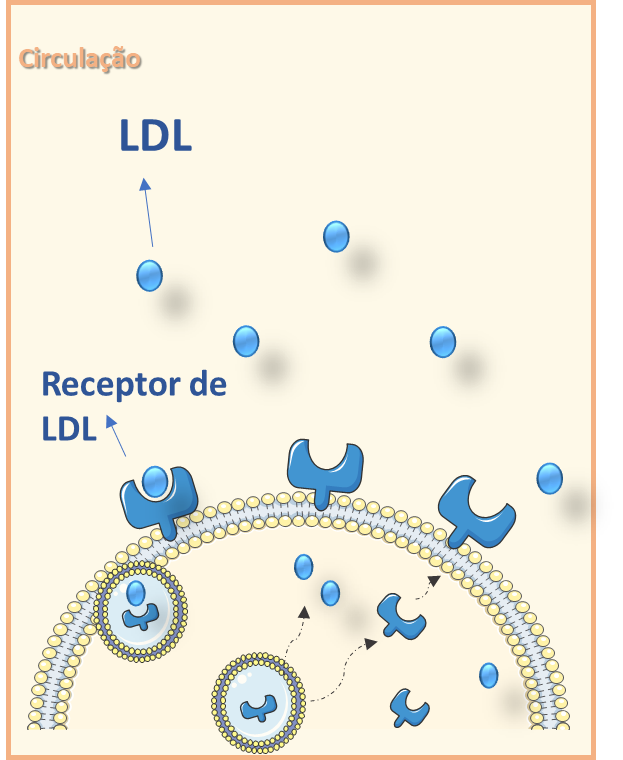 Circulação
LDL
Receptor de
LDL